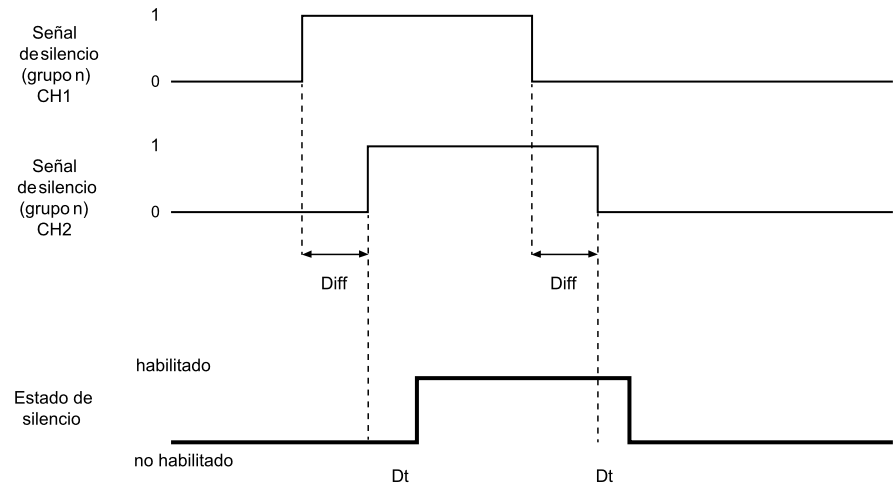 Señal
de silencio
(grupo n)
CH1
1
0
Señal
de silencio
(grupo n)
CH2
1
0
Diff
Diff
habilitado
Estado de
silencio
no habilitado
Dt
Dt